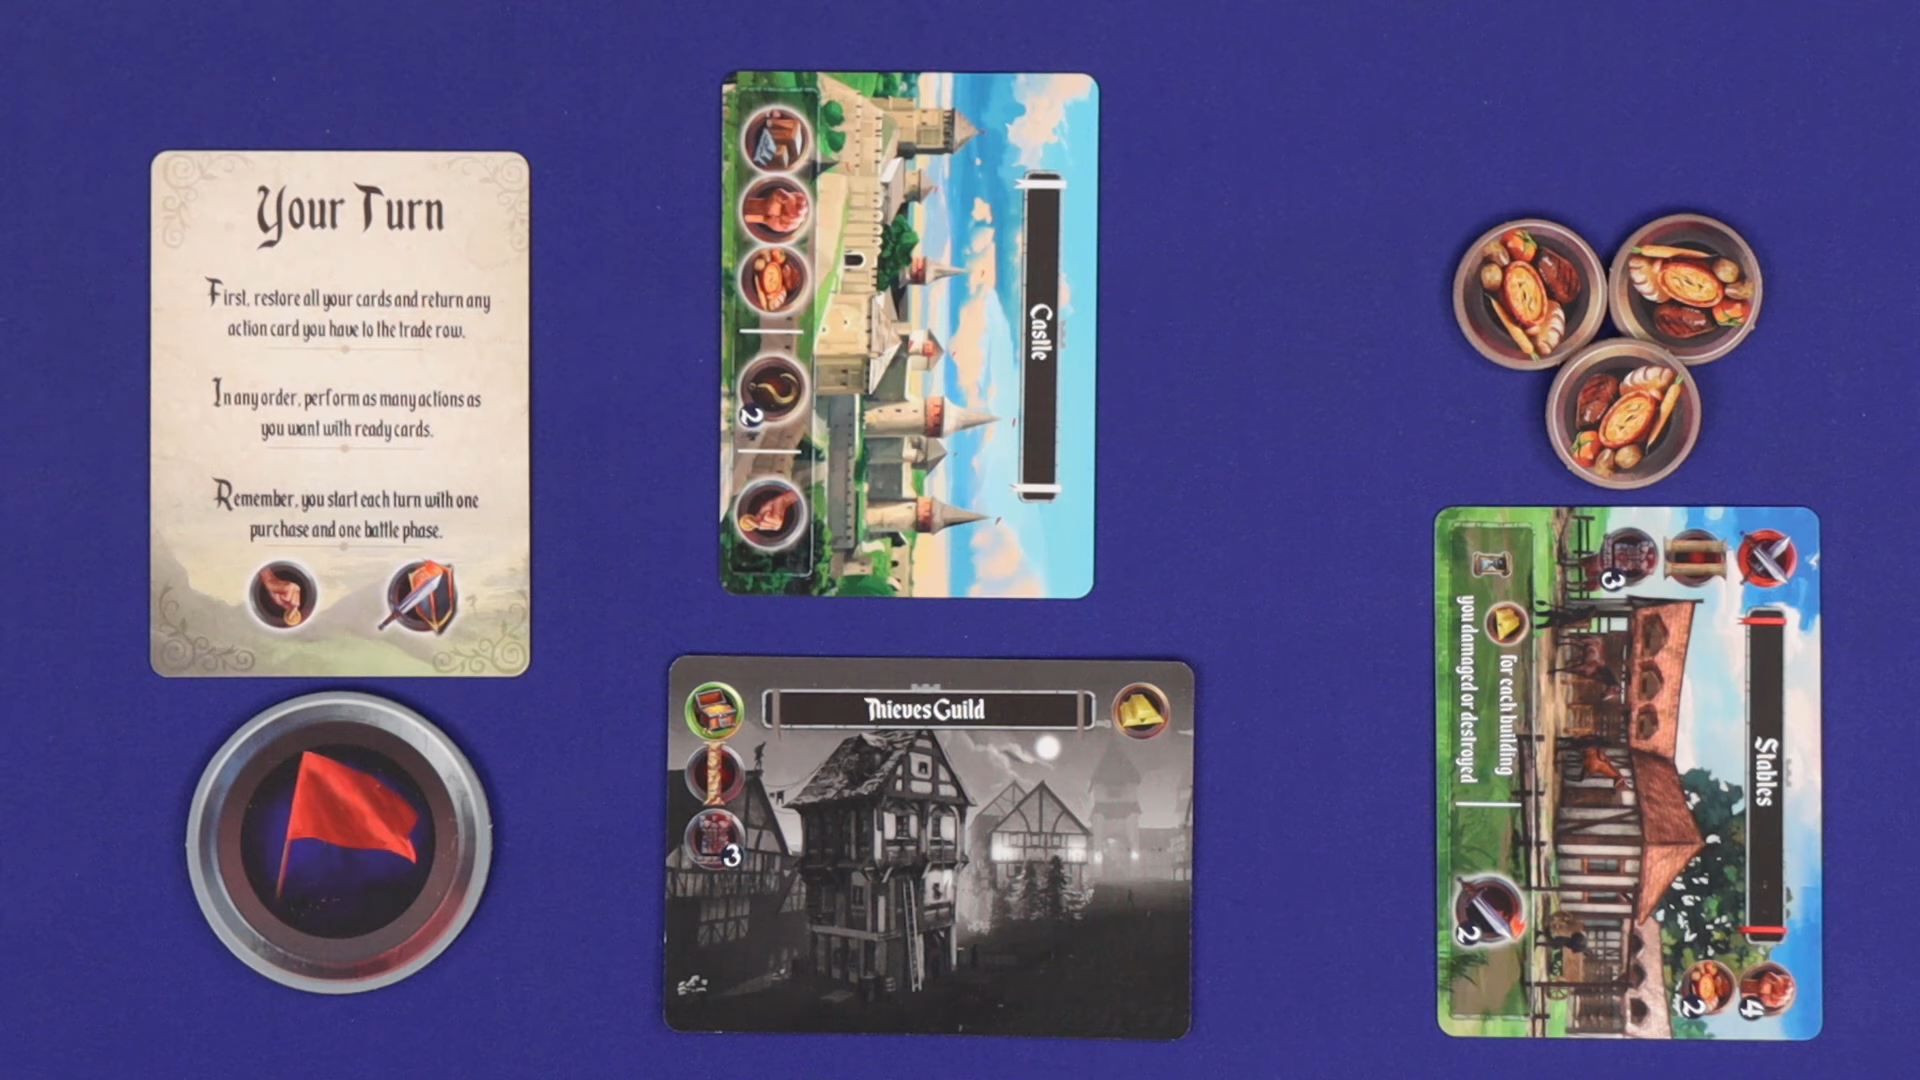 Your Turn
First, restore all your cards and return any
action card you have to the trade row.
In any order, perform as many actions as
you want with ready cards.
Remember, you start each turn with one
purchase and one battle phase.
Castle
2
Thieves Guild
3
Stables
3
for each building
you damaged or destroyed
2
2
4